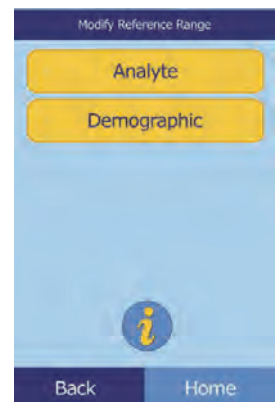 Modify Reference Range
Analyte
Demographic
i
Back Home